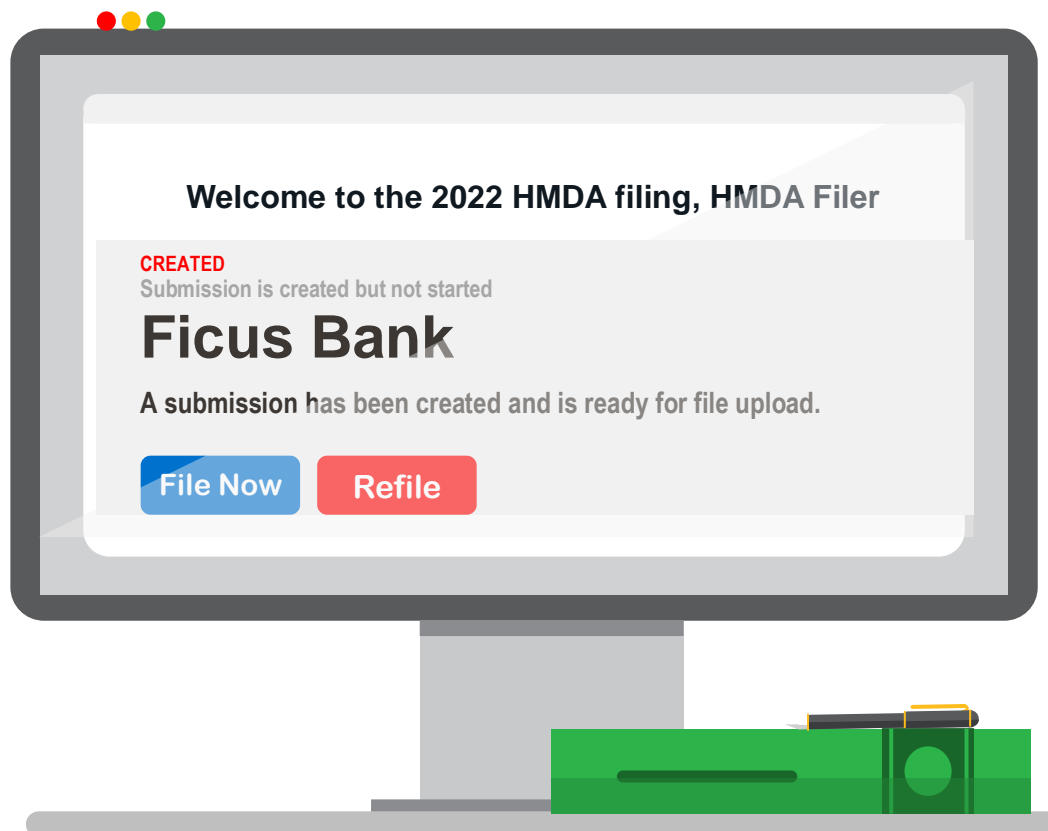 Welcome to the 2022 HMDA filing, HMDA Filer
CREATED
Submission is created but not started
Ficus Bank
A submission has been created and is ready for file upload.
File Now
Refile